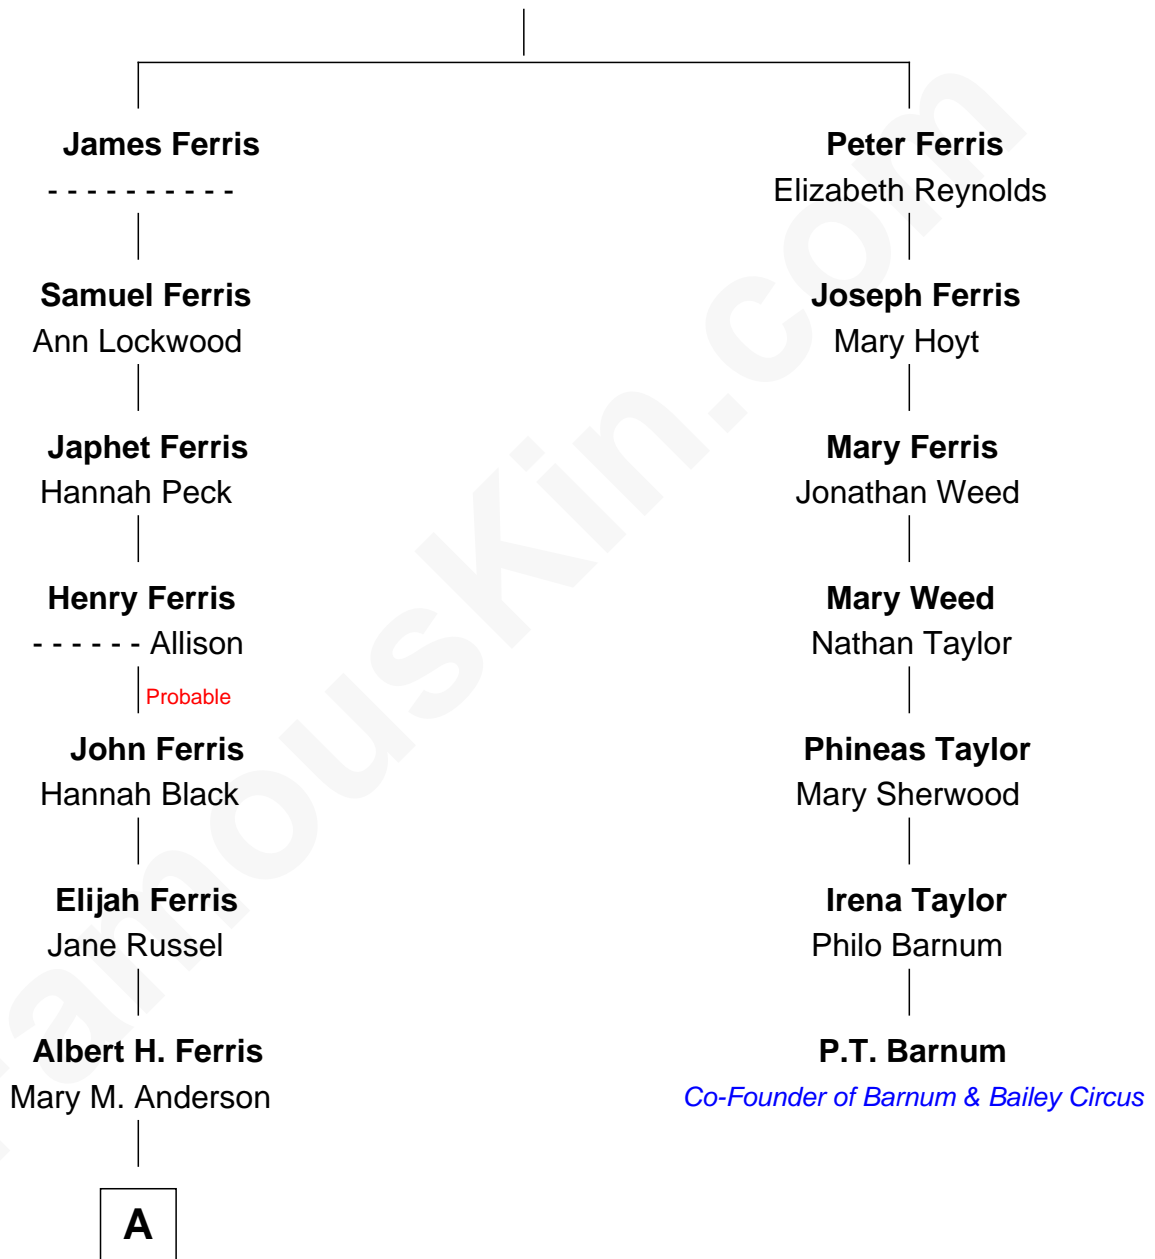 James Ferris
- - - - - - - - - -
Samuel Ferris
Ann Lockwood
Japhet Ferris
Hannah Peck
Henry Ferris
- - - - - - Allison
Probable
John Ferris
Hannah Black
Elijah Ferris
Jane Russel
Albert H. Ferris
Mary M. Anderson
A
Peter Ferris
Elizabeth Reynolds
Joseph Ferris
Mary Hoyt
Mary Ferris
Jonathan Weed
Mary Weed
Nathan Taylor
Phineas Taylor
Mary Sherwood
Irena Taylor
Philo Barnum
P.T. Barnum
Co-Founder of Barnum & Bailey Circus
FamousKin.com